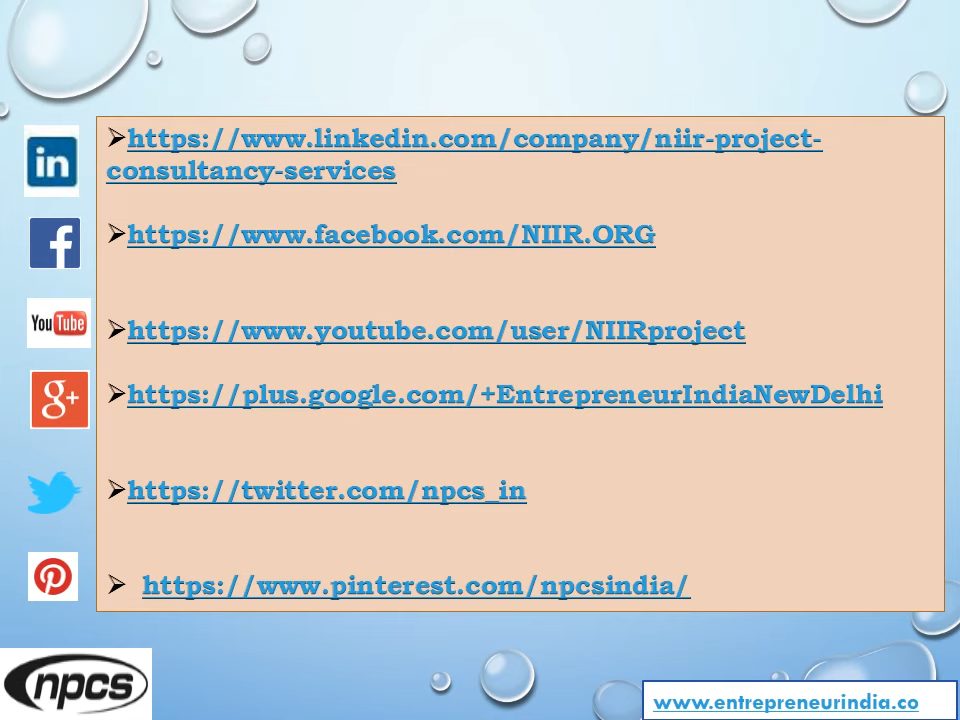 in
➢https://www.linkedin.com/company/niir-project-
consultancy-services
f
➢https://www.facebook.com/NIIR.ORG
YouTube
➢https://www.youtube.com/user/NIIRproject
g+
➢https://plus.google.com/+EntrepreneurIndiaNewDelhi
➢https://twitter.com/npcs_in
➢ https://www.pinterest.com/npcsindia/
npcs
www.entrepreneurindia.co